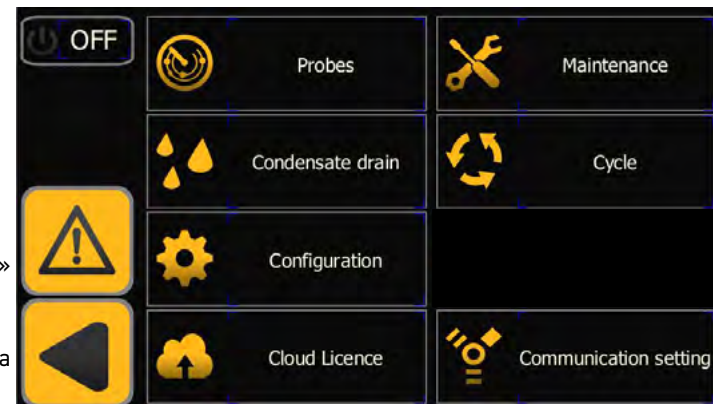 OFF
Probes
Maintenance
Condensate drain
Cycle
»
Configuration
a
Cloud Licence
Communication setting